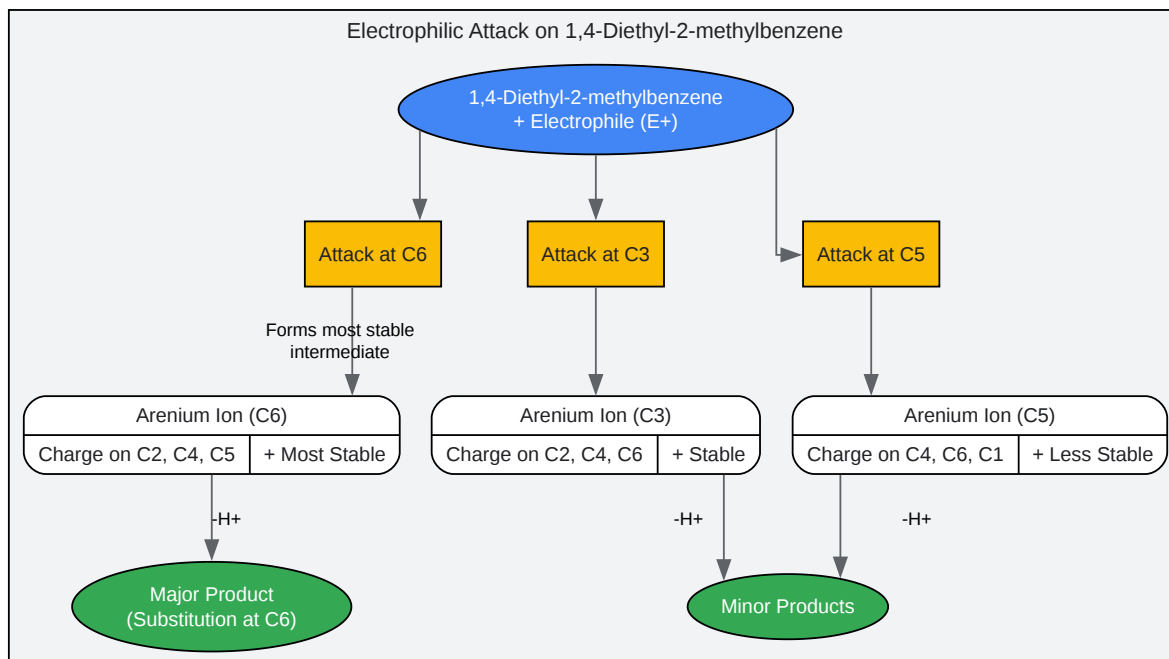 Electrophilic Attack on 1,4-Diethyl-2-methylbenzene
1,4-Diethyl-2-methylbenzene
+ Electrophile (E+)
Attack at C6
Attack at C3
Attack at C5
Forms most stable
intermediate
Arenium Ion (C6)
Charge on C2, C4, C5
+ Most Stable
Arenium Ion (C3)
Charge on C2, C4, C6
+ Stable
Arenium Ion (C5)
Charge on C4, C6, C1
+ Less Stable
-H+
-H+
-H+
Major Product
(Substitution at C6)
Minor Products